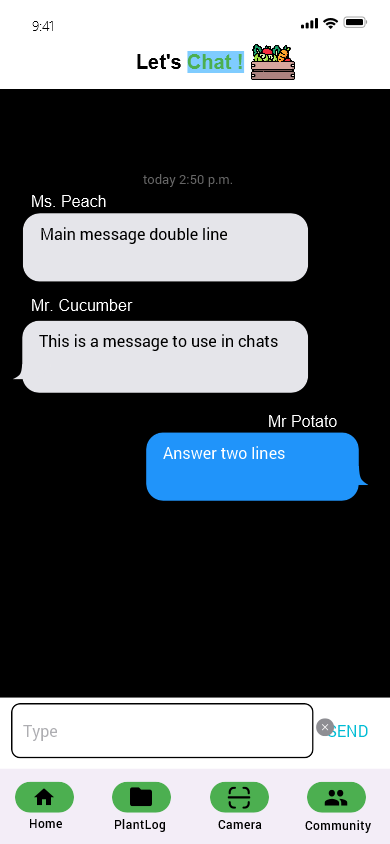 9:41
Let's Chat !
today 2:50 p.m.
Ms. Peach
Main message double line
Mr. Cucumber
This is a message to use in chats
Mr Potato
Answer two lines
Type
SEND
Home
PlantLog
Camera
Community